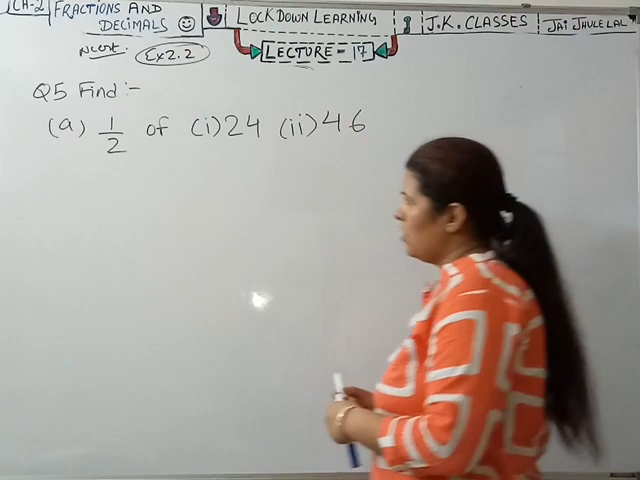 CH-2 FRACTIONS AND DECIMALS LOCKDOWN LEARNING J.K. CLASSES JAI JHULELAL
NCERT Ex2.2 LECTURE - 17
Q5 Find :-
(a) 1/2 of (i) 24 (ii) 46